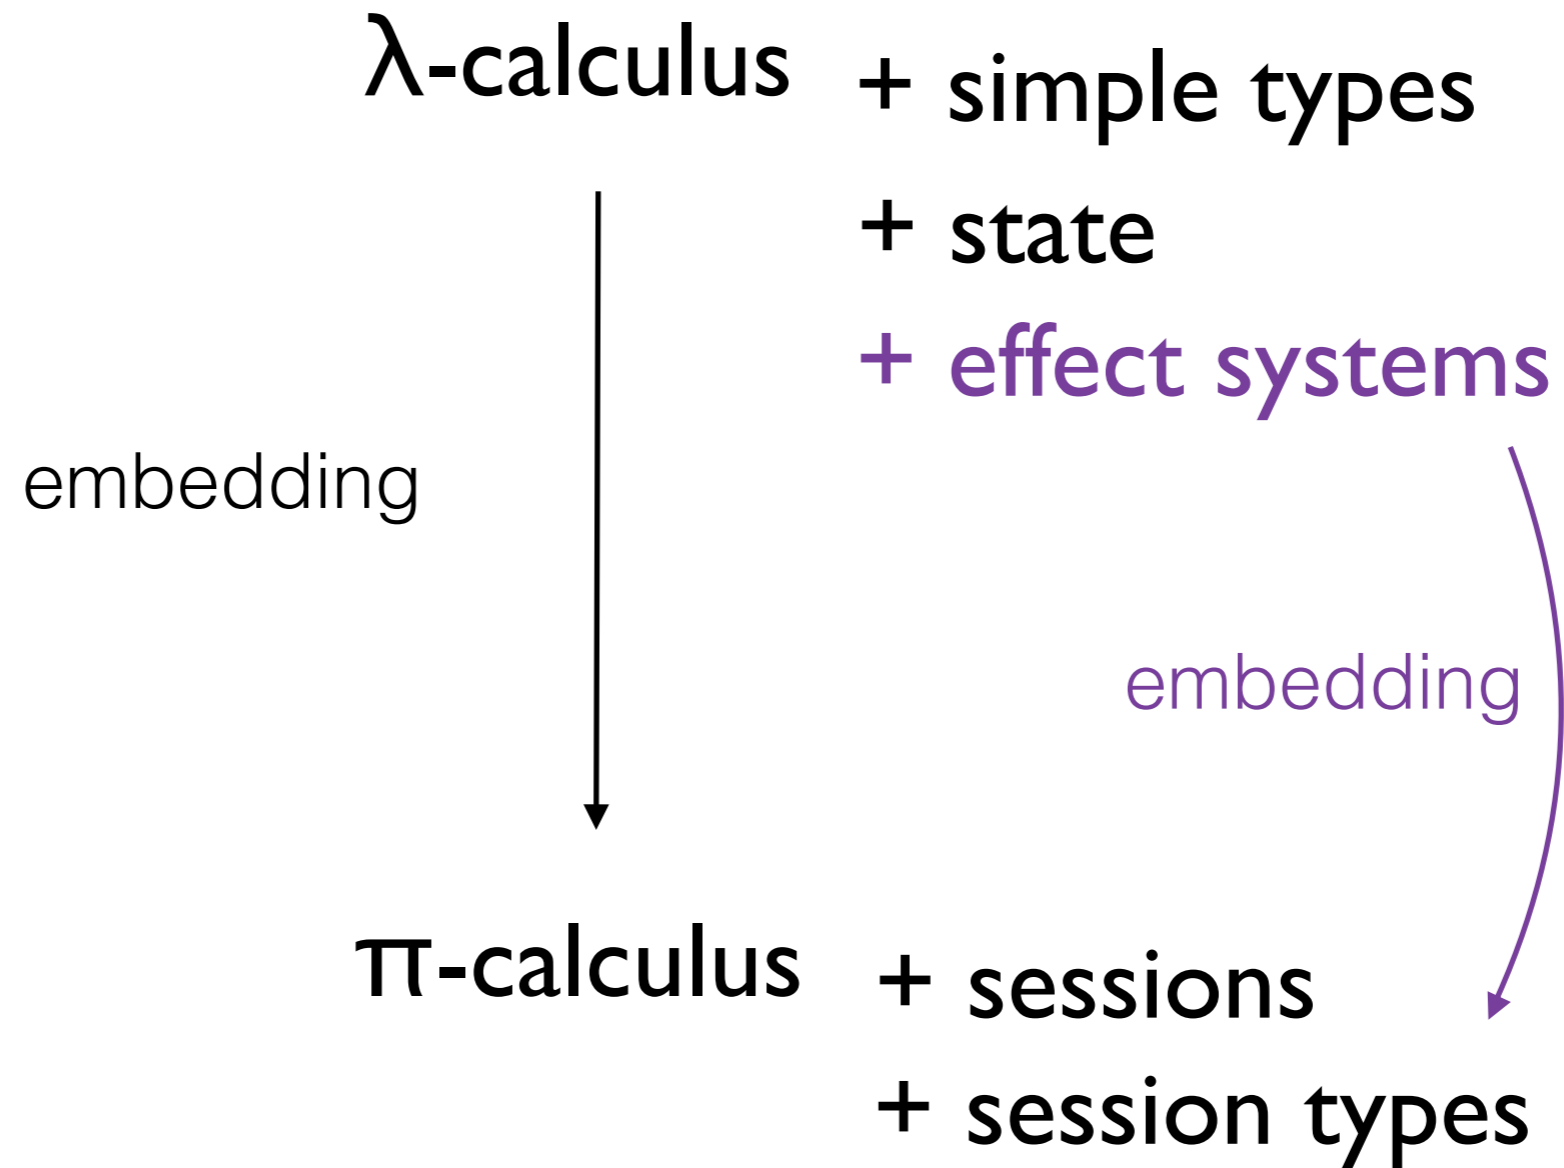 λ-calculus + simple types
+ state
+ effect systems
embedding
embedding
π-calculus + sessions
+ session types